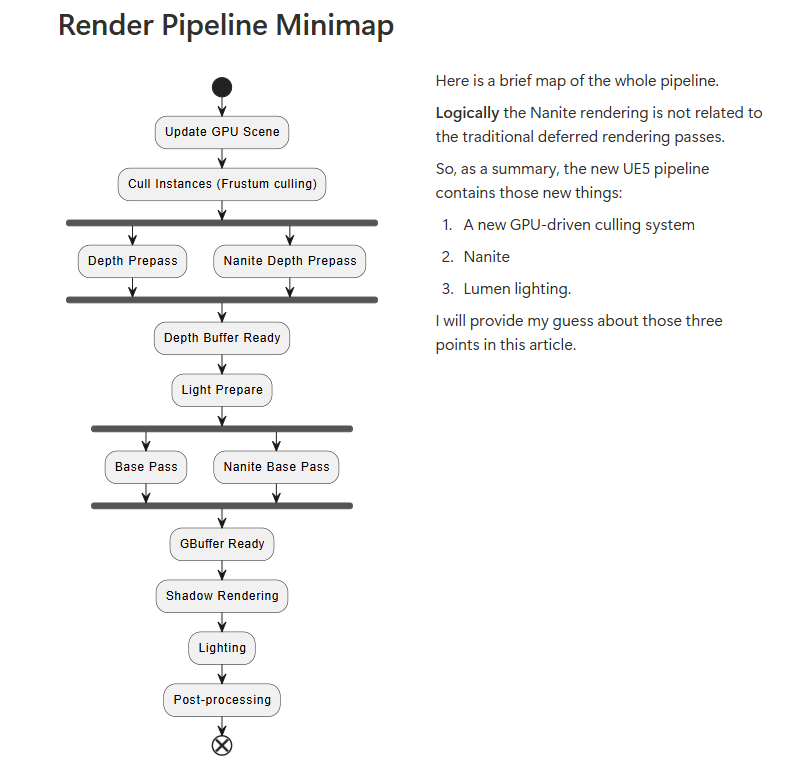 Render Pipeline Minimap
Update GPU Scene
Cull Instances (Frustum culling)
Depth Prepass
Nanite Depth Prepass
Depth Buffer Ready
Light Prepare
Base Pass
Nanite Base Pass
GBuffer Ready
Shadow Rendering
Lighting
Post-processing
Here is a brief map of the whole pipeline.
Logically the Nanite rendering is not related to
the traditional deferred rendering passes.
So, as a summary, the new UE5 pipeline
contains those new things:
1. A new GPU-driven culling system
2. Nanite
3. Lumen lighting.
I will provide my guess about those three
points in this article.